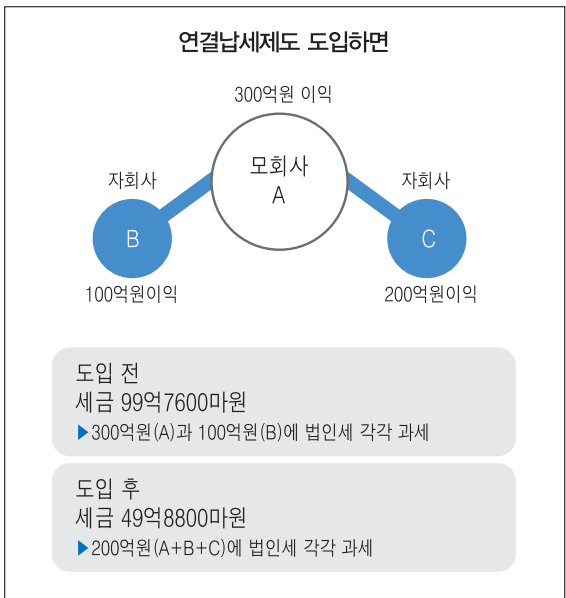 연결납세제도 도입하면
300억원 이익
모회사
A
자회사
B
100억원이익
자회사
C
200억원이익
도입 전
세금 99억7600마원
▶300억원(A)과 100억원(B)에 법인세 각각 과세
도입 후
세금 49억8800마원
▶200억원(A+B+C)에 법인세 각각 과세